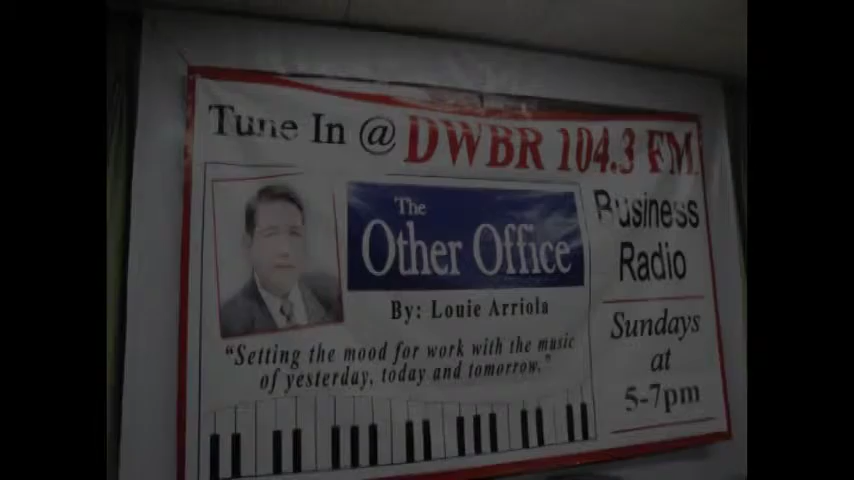 Tune In @ DWBR 104.3 FM
The
Other Office
By: Louie Arriola
"Setting the mood for work with the music
of yesterday, today and tomorrow."
Business
Radio
Sundays
at
5-7pm